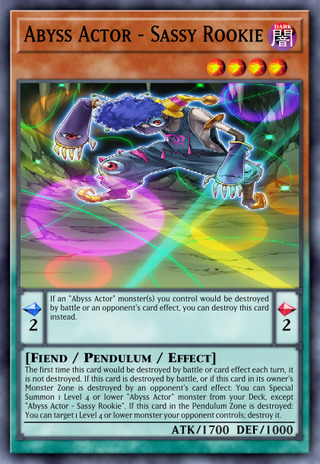 Abyss Actor - Sassy Rookie
DARK
闇
If an "Abyss Actor" monster(s) you control would be destroyed
by battle or an opponent's card effect, you can destroy this card
instead.
2
2
[Fiend / Pendulum / Effect]
The first time this card would be destroyed by battle or card effect each turn, it
is not destroyed. If this card is destroyed by battle, or if this card in its owner's
Monster Zone is destroyed by an opponent's card effect: You can Special
Summon 1 Level 4 or lower "Abyss Actor" monster from your Deck, except
"Abyss Actor - Sassy Rookie". If this card in the Pendulum Zone is destroyed:
You can target 1 Level 4 or lower monster your opponent controls; destroy it.
ATK/1700 DEF/1000